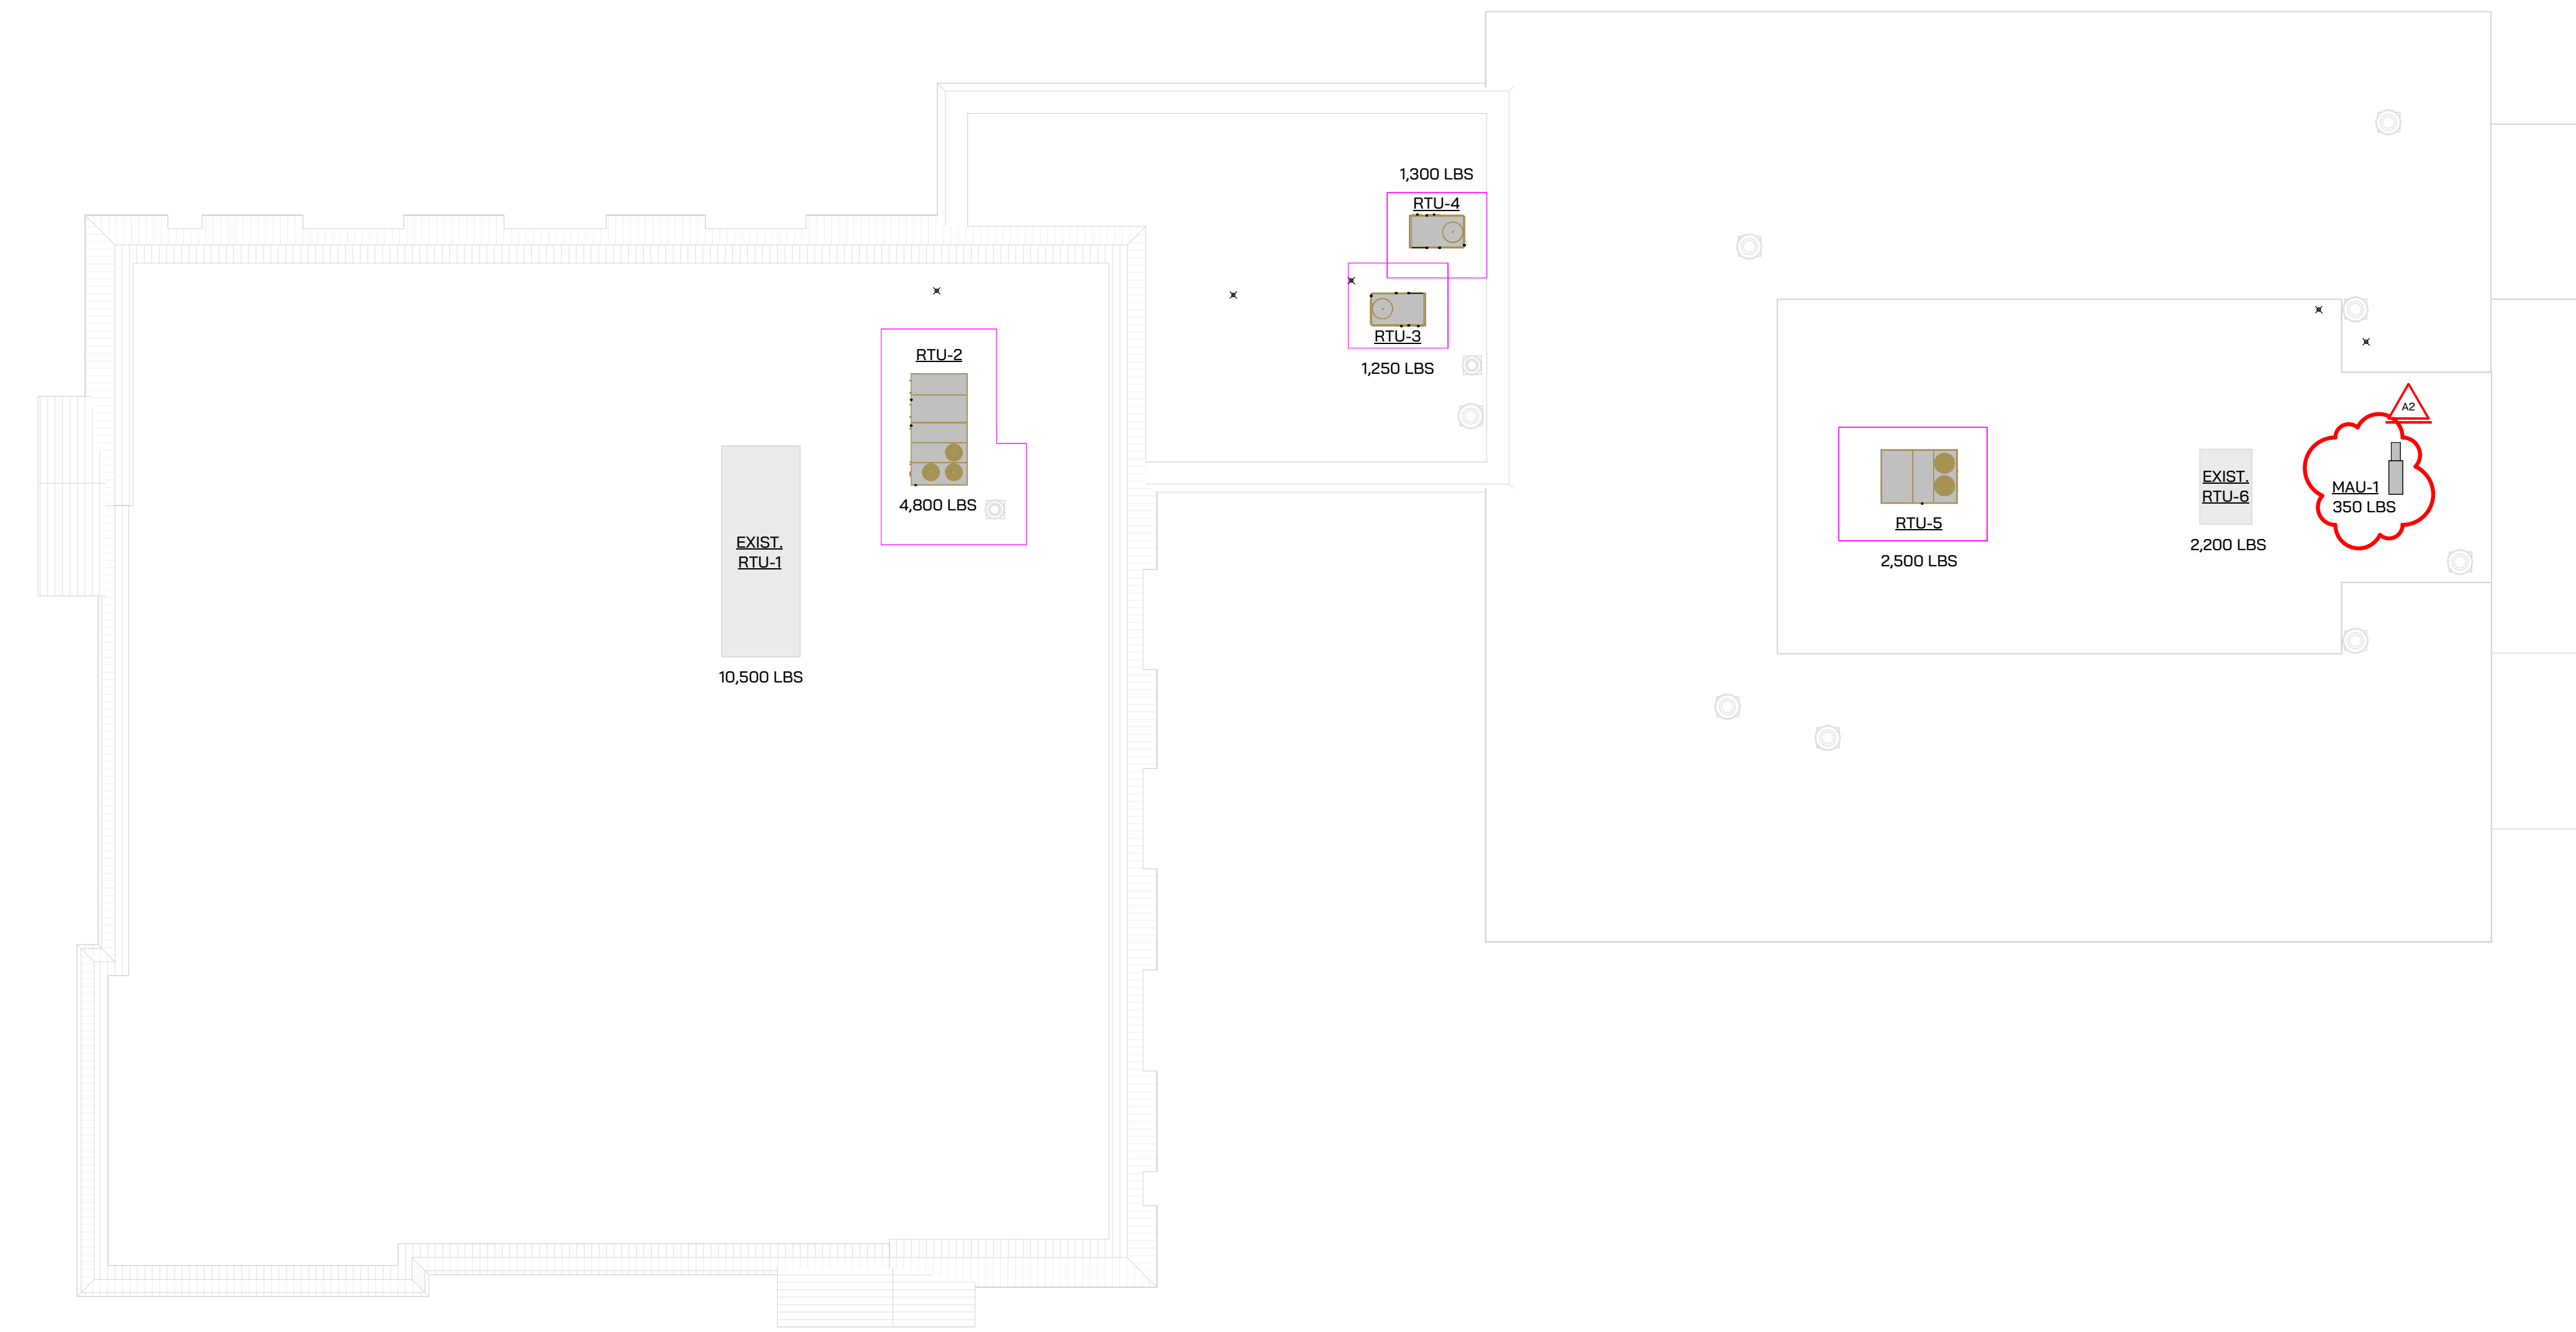 1,300 LBS
RTU-4
RTU-3
1,250 LBS
RTU-2
4,800 LBS
EXIST.
RTU-1
10,500 LBS
RTU-5
2,500 LBS
EXIST.
RTU-6
2,200 LBS
A2
MAU-1
350 LBS